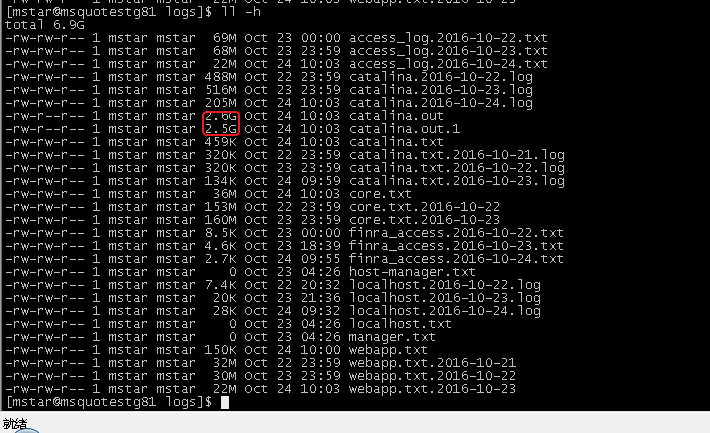 [mstar@msquotestg81 logs]$ ll -h
total 6.9G
-rw-rw-r-- 1 mstar mstar 69M Oct 23 00:00 access_log.2016-10-22.txt
-rw-rw-r-- 1 mstar mstar 68M Oct 23 23:59 access_log.2016-10-23.txt
-rw-rw-r-- 1 mstar mstar 22M Oct 24 10:03 access_log.2016-10-24.txt
-rw-rw-r-- 1 mstar mstar 488M Oct 22 23:59 catalina.2016-10-22.log
-rw-rw-r-- 1 mstar mstar 516M Oct 23 23:59 catalina.2016-10-23.log
-rw-rw-r-- 1 mstar mstar 205M Oct 24 10:03 catalina.2016-10-24.log
-rw-r--r-- 1 mstar mstar 2.6G Oct 24 10:03 catalina.out
-rw-r--r-- 1 mstar mstar 2.5G Oct 24 10:03 catalina.out.1
-rw-rw-r-- 1 mstar mstar 459K Oct 24 10:03 catalina.txt
-rw-rw-r-- 1 mstar mstar 320K Oct 22 23:59 catalina.txt.2016-10-21.log
-rw-rw-r-- 1 mstar mstar 320K Oct 23 23:59 catalina.txt.2016-10-22.log
-rw-rw-r-- 1 mstar mstar 134K Oct 24 09:59 catalina.txt.2016-10-23.log
-rw-rw-r-- 1 mstar mstar 36M Oct 24 10:03 core.txt
-rw-rw-r-- 1 mstar mstar 153M Oct 22 23:59 core.txt.2016-10-22
-rw-rw-r-- 1 mstar mstar 160M Oct 23 23:59 core.txt.2016-10-23
-rw-rw-r-- 1 mstar mstar 8.5K Oct 23 00:00 finra_access.2016-10-22.txt
-rw-rw-r-- 1 mstar mstar 4.6K Oct 23 18:39 finra_access.2016-10-23.txt
-rw-rw-r-- 1 mstar mstar 2.7K Oct 24 09:55 finra_access.2016-10-24.txt
-rw-rw-r-- 1 mstar mstar 0 Oct 23 04:26 host-manager.txt
-rw-rw-r-- 1 mstar mstar 7.4K Oct 22 20:32 localhost.2016-10-22.log
-rw-rw-r-- 1 mstar mstar 20K Oct 23 21:36 localhost.2016-10-23.log
-rw-rw-r-- 1 mstar mstar 28K Oct 24 09:32 localhost.2016-10-24.log
-rw-rw-r-- 1 mstar mstar 0 Oct 23 04:26 localhost.txt
-rw-rw-r-- 1 mstar mstar 0 Oct 23 04:26 manager.txt
-rw-rw-r-- 1 mstar mstar 150K Oct 24 10:00 webapp.txt
-rw-rw-r-- 1 mstar mstar 32M Oct 22 23:59 webapp.txt.2016-10-21
-rw-rw-r-- 1 mstar mstar 30M Oct 23 23:59 webapp.txt.2016-10-22
-rw-rw-r-- 1 mstar mstar 22M Oct 24 10:03 webapp.txt.2016-10-23
[mstar@msquotestg81 logs]$
就绪